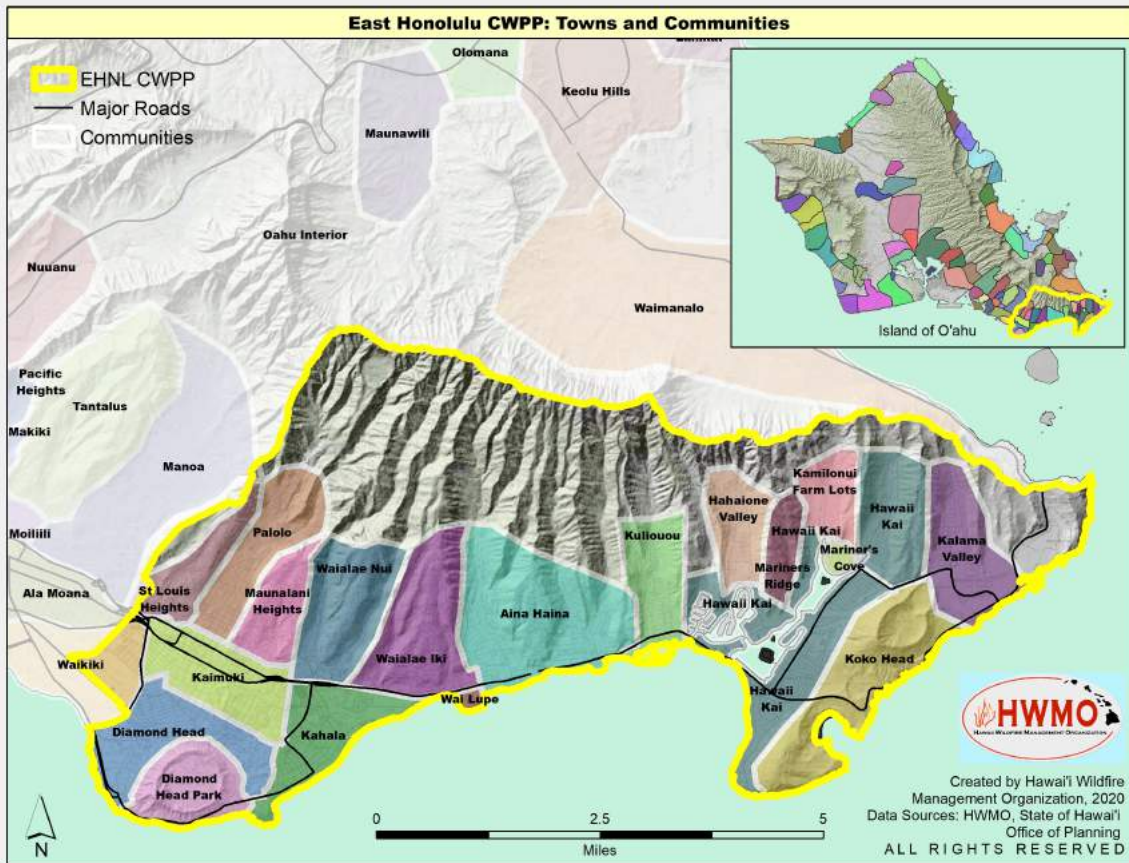 East Honolulu CWPP: Towns and Communities
EHNL CWPP
Major Roads
Communities
Olomana
Keolu Hills
Maunawili
Oahu Interior
Nuuanu
Waimanalo
Island of O'ahu
Pacific
Heights
Tantalus
Makiki
Manoa
Moiliili
Ala Moana
Waikiki
St Louis
Heights
Palolo
Maunalani
Heights
Waialae Nui
Waialae Iki
Aina Haina
Kuliouou
Hahaione
Valley
Kamilonui
Farm Lots
Hawaii
Kai
Kalama
Valley
Hawaii Kai
Mariner's
Cove
Mariners
Ridge
Hawaii Kai
Koko Head
Hawaii
Kai
Wai Lupe
Kaimuki
Kahala
Diamond Head
Diamond
Head Park
HWMO
HAWAII WILDFIRE MANAGEMENT ORGANIZATION
Created by Hawai'i Wildfire
Management Organization, 2020
Data Sources: HWMO, State of Hawai'i
Office of Planning
ALL RIGHTS RESERVED
N
0 2.5 5
Miles